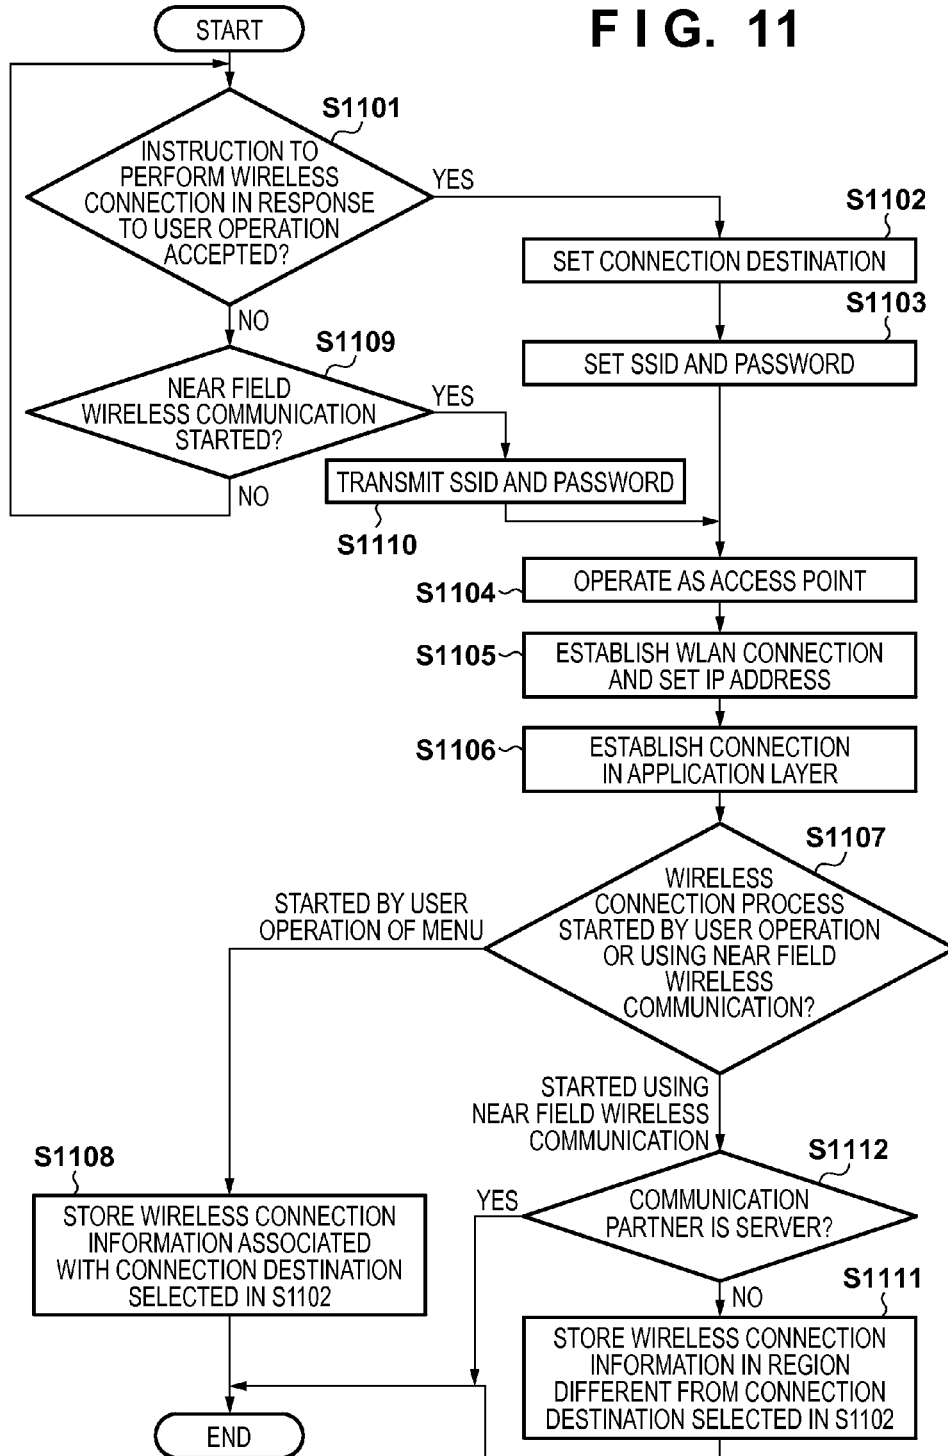 FIG. 11
START
S1101
INSTRUCTION TO
PERFORM WIRELESS
CONNECTION IN RESPONSE
TO USER OPERATION
ACCEPTED?
YES
NO
S1102
SET CONNECTION DESTINATION
S1103
SET SSID AND PASSWORD
S1109
NEAR FIELD
WIRELESS COMMUNICATION
STARTED?
YES
NO
TRANSMIT SSID AND PASSWORD
S1110
S1104
OPERATE AS ACCESS POINT
S1105
ESTABLISH WLAN CONNECTION
AND SET IP ADDRESS
S1106
ESTABLISH CONNECTION
IN APPLICATION LAYER
S1107
WIRELESS
CONNECTION PROCESS
STARTED BY USER OPERATION
OR USING NEAR FIELD
WIRELESS
COMMUNICATION?
STARTED BY USER
OPERATION OF MENU
STARTED USING
NEAR FIELD WIRELESS
COMMUNICATION
S1108
STORE WIRELESS CONNECTION
INFORMATION ASSOCIATED
WITH CONNECTION DESTINATION
SELECTED IN S1102
S1112
COMMUNICATION
PARTNER IS SERVER?
YES
NO
S1111
STORE WIRELESS CONNECTION
INFORMATION IN REGION
DIFFERENT FROM CONNECTION
DESTINATION SELECTED IN S1102
END